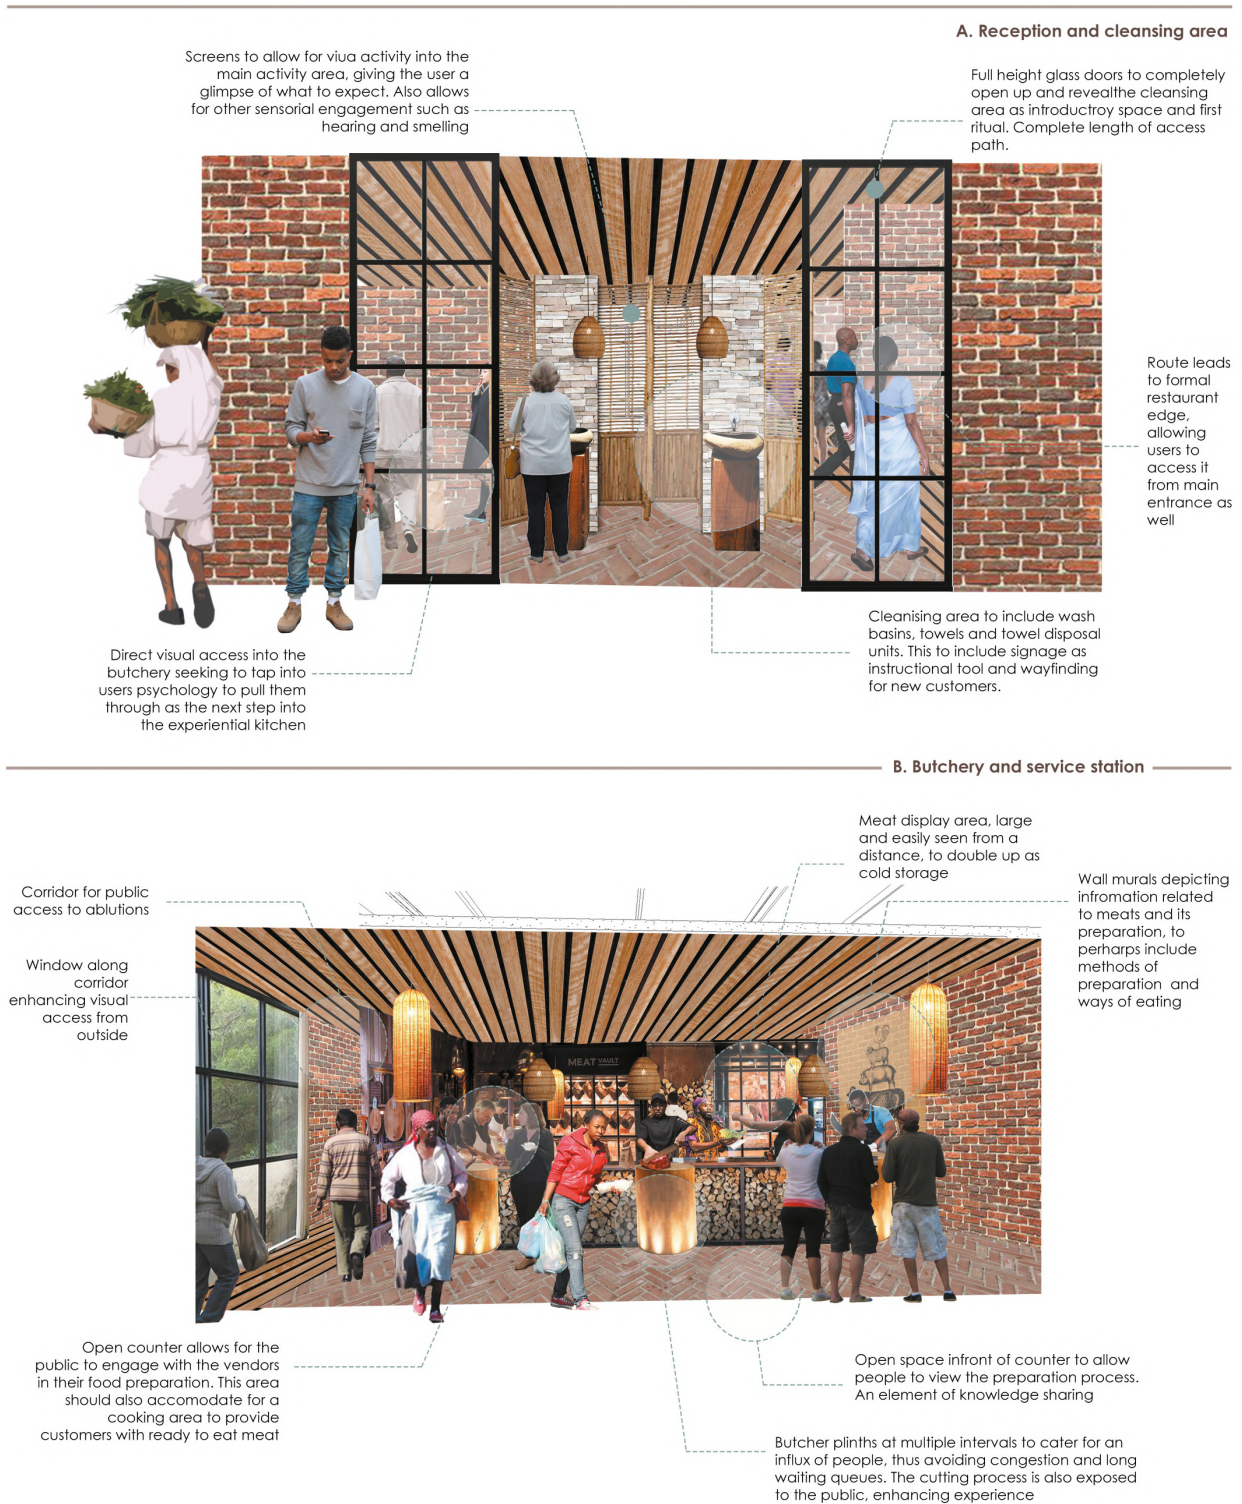 A. Reception and cleansing area
Screens to allow for viua activity into the
main activity area, giving the user a
glimpse of what to expect. Also allows
for other sensorial engagement such as
hearing and smelling
Full height glass doors to completely
open up and revealthe cleansing
area as introductroy space and first
ritual. Complete length of access
path.
Route leads
to formal
restaurant
edge,
allowing
users to
access it
from main
entrance as
well
Cleanising area to include wash
basins, towels and towel disposal
units. This to include signage as
instructional tool and wayfinding
for new customers.
Direct visual access into the
butchery seeking to tap into
users psychology to pull them
through as the next step into
the experiential kitchen
B. Butchery and service station
Meat display area, large
and easily seen from a
distance, to double up as
cold storage
Corridor for public
access to ablutions
Wall murals depicting
infromation related
to meats and its
preparation, to
perharps include
methods of
preparation and
ways of eating
Window along
corridor
enhancing visual
access from
outside
MEAT VAULT
Open counter allows for the
public to engage with the vendors
in their food preparation. This area
should also accomodate for a
cooking area to provide
customers with ready to eat meat
Open space infront of counter to allow
people to view the preparation process.
An element of knowledge sharing
Butcher plinths at multiple intervals to cater for an
influx of people, thus avoiding congestion and long
waiting queues. The cutting process is also exposed
to the public, enhancing experience